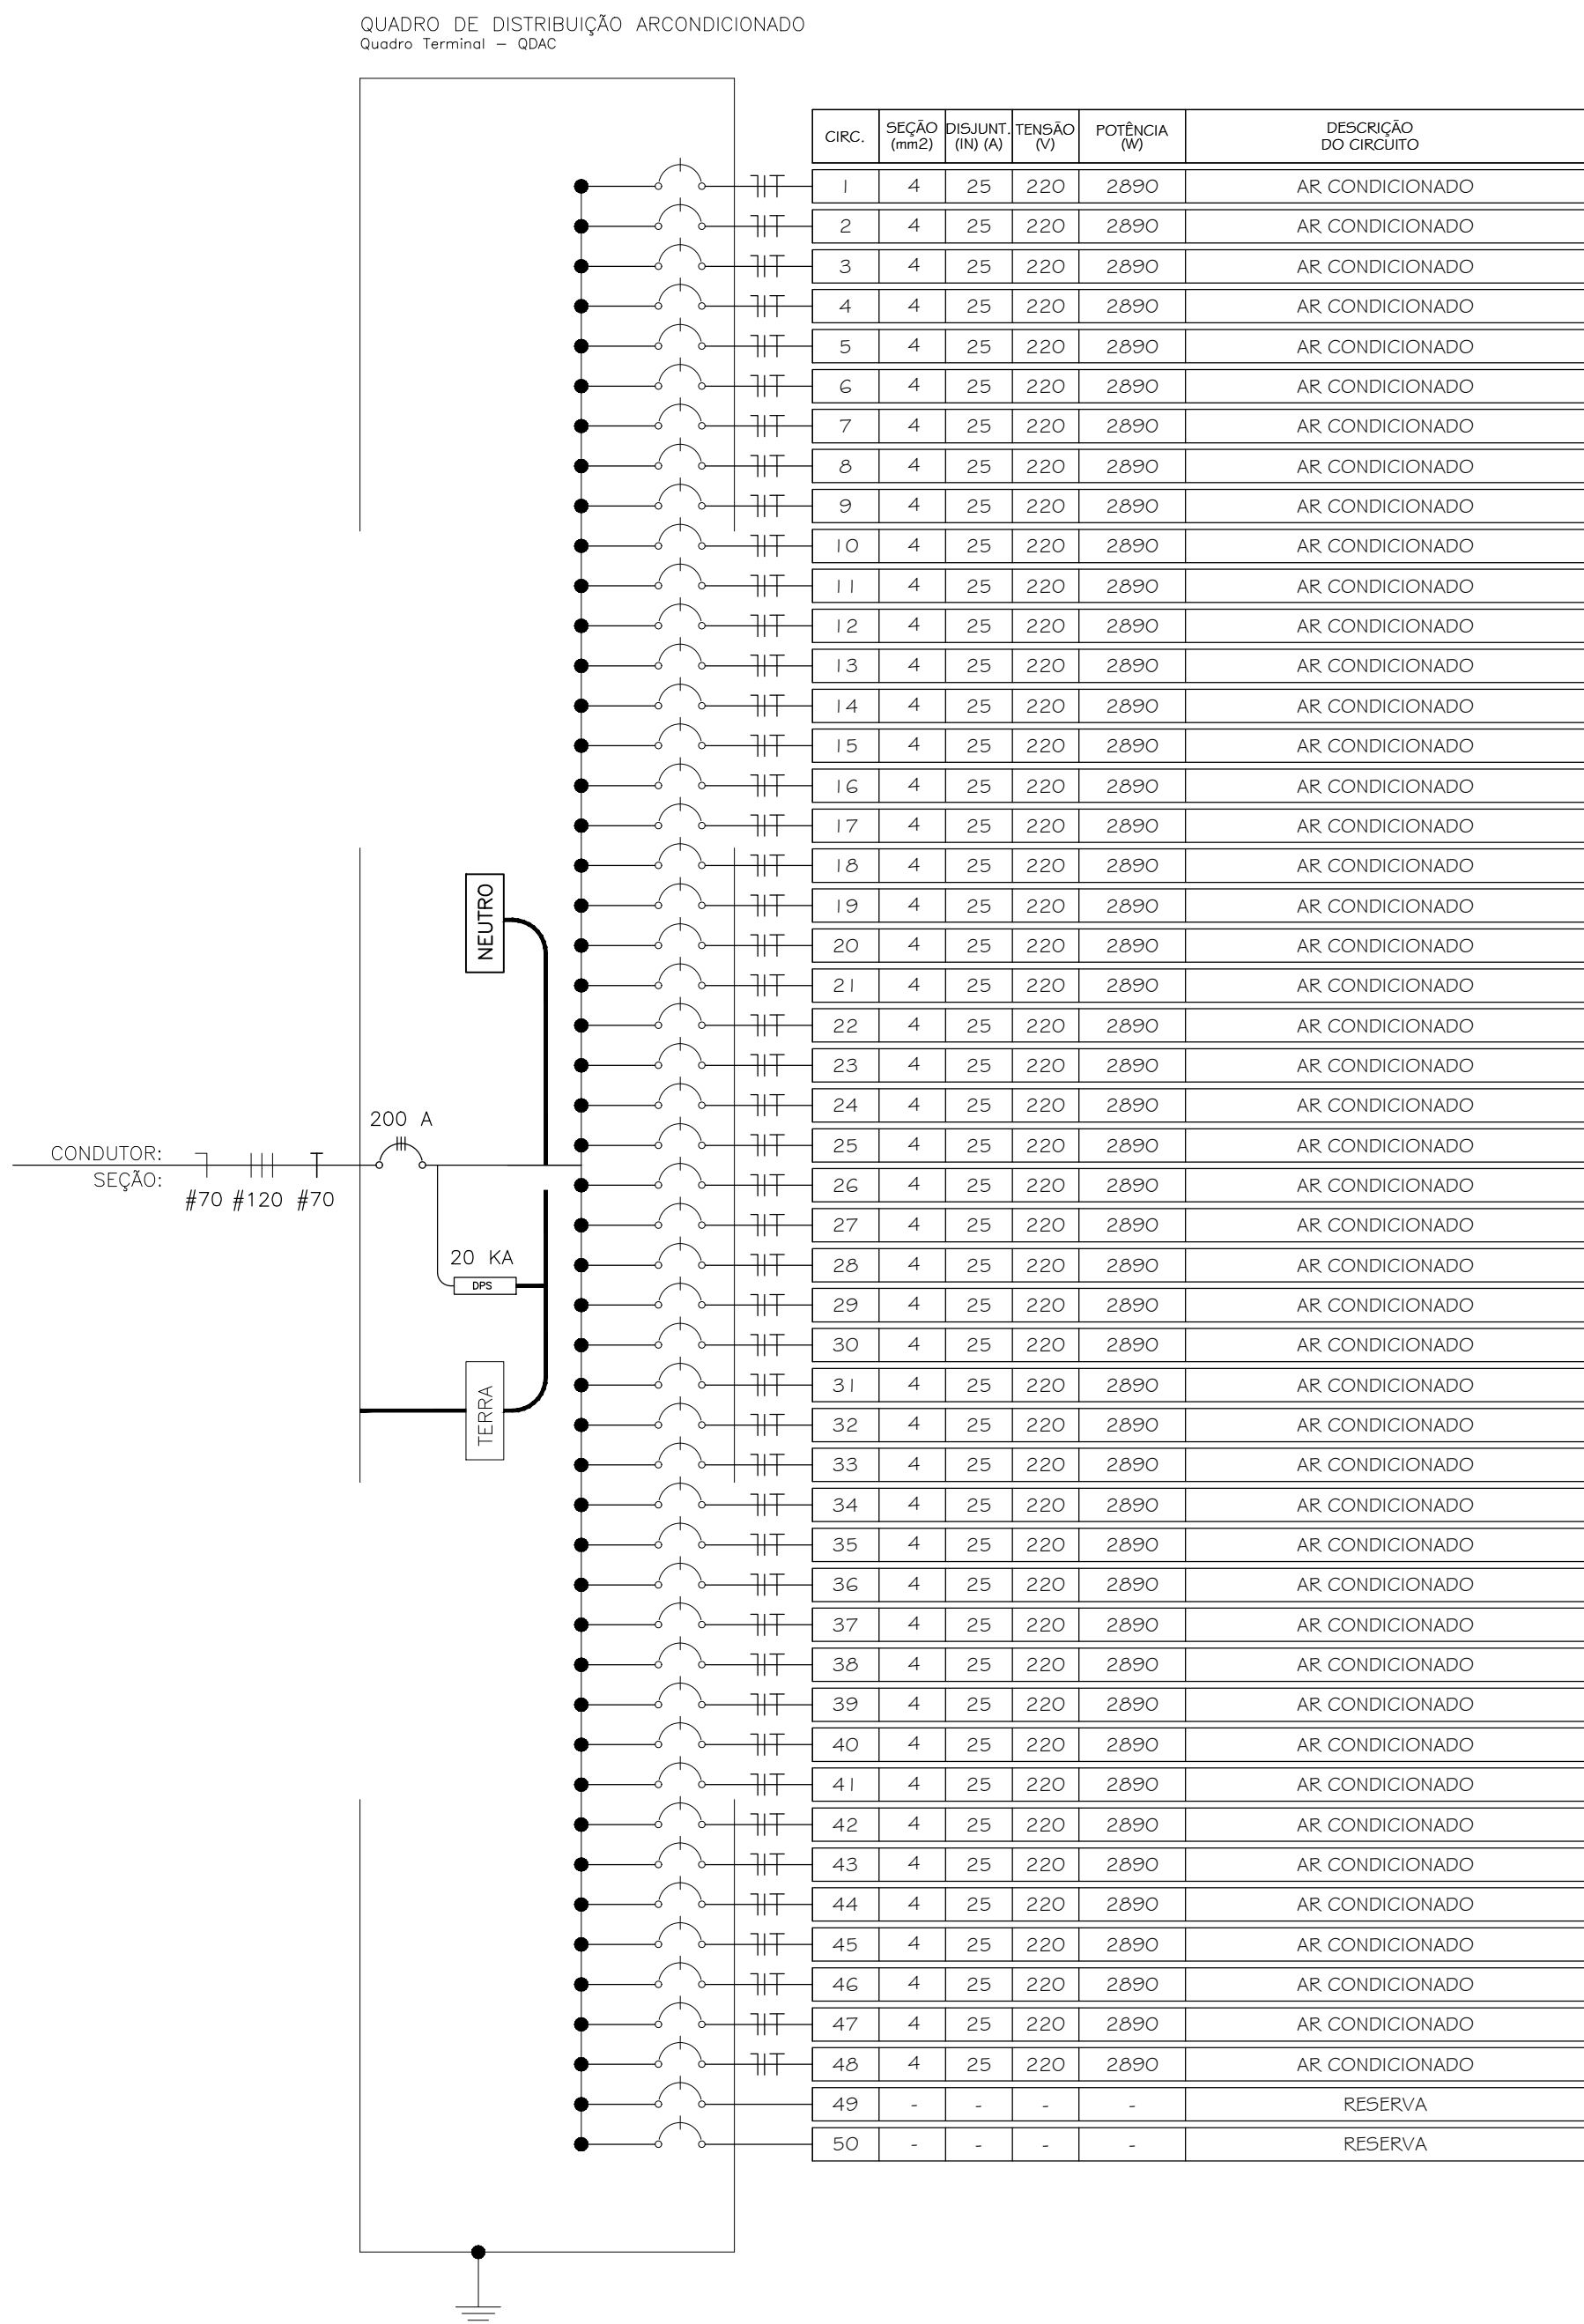 QUADRO DE DISTRIBUIÇÃO ARCONDICIONADO
Quadro Terminal – QDAC
CIRC. SEÇÃO (mm2) DISJUNT. (IN) (A) TENSÃO (V) POTÊNCIA (W) DESCRIÇÃO DO CIRCUITO
1 4 25 220 2890 AR CONDICIONADO
2 4 25 220 2890 AR CONDICIONADO
3 4 25 220 2890 AR CONDICIONADO
4 4 25 220 2890 AR CONDICIONADO
5 4 25 220 2890 AR CONDICIONADO
6 4 25 220 2890 AR CONDICIONADO
7 4 25 220 2890 AR CONDICIONADO
8 4 25 220 2890 AR CONDICIONADO
9 4 25 220 2890 AR CONDICIONADO
10 4 25 220 2890 AR CONDICIONADO
11 4 25 220 2890 AR CONDICIONADO
12 4 25 220 2890 AR CONDICIONADO
13 4 25 220 2890 AR CONDICIONADO
14 4 25 220 2890 AR CONDICIONADO
15 4 25 220 2890 AR CONDICIONADO
16 4 25 220 2890 AR CONDICIONADO
17 4 25 220 2890 AR CONDICIONADO
18 4 25 220 2890 AR CONDICIONADO
19 4 25 220 2890 AR CONDICIONADO
20 4 25 220 2890 AR CONDICIONADO
21 4 25 220 2890 AR CONDICIONADO
22 4 25 220 2890 AR CONDICIONADO
23 4 25 220 2890 AR CONDICIONADO
24 4 25 220 2890 AR CONDICIONADO
25 4 25 220 2890 AR CONDICIONADO
26 4 25 220 2890 AR CONDICIONADO
27 4 25 220 2890 AR CONDICIONADO
28 4 25 220 2890 AR CONDICIONADO
29 4 25 220 2890 AR CONDICIONADO
30 4 25 220 2890 AR CONDICIONADO
31 4 25 220 2890 AR CONDICIONADO
32 4 25 220 2890 AR CONDICIONADO
33 4 25 220 2890 AR CONDICIONADO
34 4 25 220 2890 AR CONDICIONADO
35 4 25 220 2890 AR CONDICIONADO
36 4 25 220 2890 AR CONDICIONADO
37 4 25 220 2890 AR CONDICIONADO
38 4 25 220 2890 AR CONDICIONADO
39 4 25 220 2890 AR CONDICIONADO
40 4 25 220 2890 AR CONDICIONADO
41 4 25 220 2890 AR CONDICIONADO
42 4 25 220 2890 AR CONDICIONADO
43 4 25 220 2890 AR CONDICIONADO
44 4 25 220 2890 AR CONDICIONADO
45 4 25 220 2890 AR CONDICIONADO
46 4 25 220 2890 AR CONDICIONADO
47 4 25 220 2890 AR CONDICIONADO
48 4 25 220 2890 AR CONDICIONADO
49 - - - - RESERVA
50 - - - - RESERVA
NEUTRO
200 A
CONDUTOR:
SEÇÃO:
#70 #120 #70
20 KA
DPS
TERRA